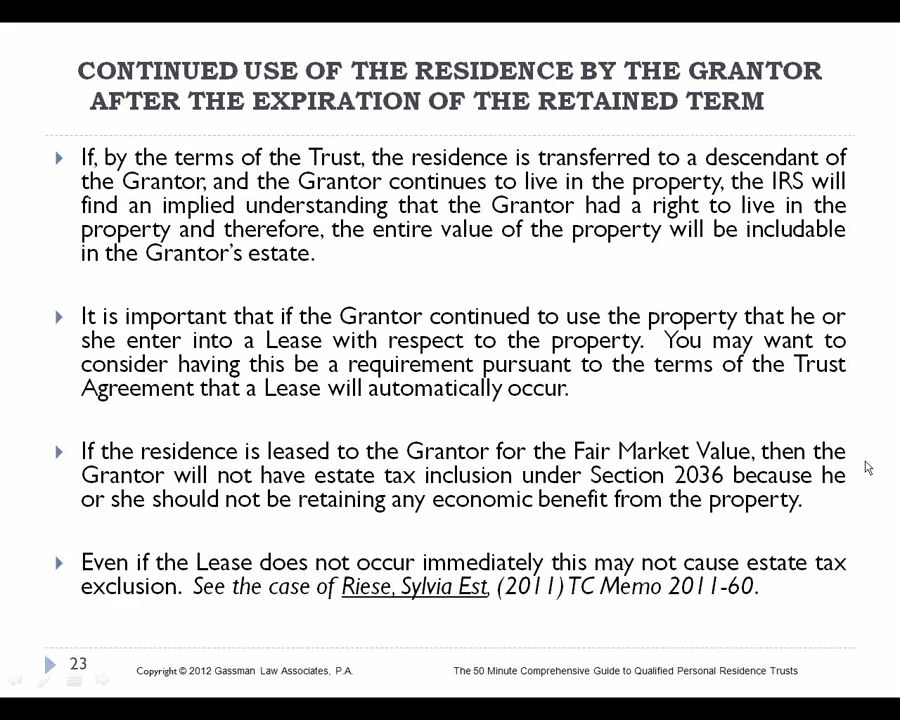 CONTINUED USE OF THE RESIDENCE BY THE GRANTOR
AFTER THE EXPIRATION OF THE RETAINED TERM
If, by the terms of the Trust, the residence is transferred to a descendant of
the Grantor, and the Grantor continues to live in the property, the IRS will
find an implied understanding that the Grantor had a right to live in the
property and therefore, the entire value of the property will be includable
in the Grantor's estate.
It is important that if the Grantor continued to use the property that he or
she enter into a Lease with respect to the property. You may want to
consider having this be a requirement pursuant to the terms of the Trust
Agreement that a Lease will automatically occur.
If the residence is leased to the Grantor for the Fair Market Value, then the
Grantor will not have estate tax inclusion under Section 2036 because he
or she should not be retaining any economic benefit from the property.
Even if the Lease does not occur immediately this may not cause estate tax
exclusion. See the case of Riese, Sylvia Est, (2011) TC Memo 2011-60.
23
Copyright © 2012 Gassman Law Associates, P.A.
The 50 Minute Comprehensive Guide to Qualified Personal Residence Trusts